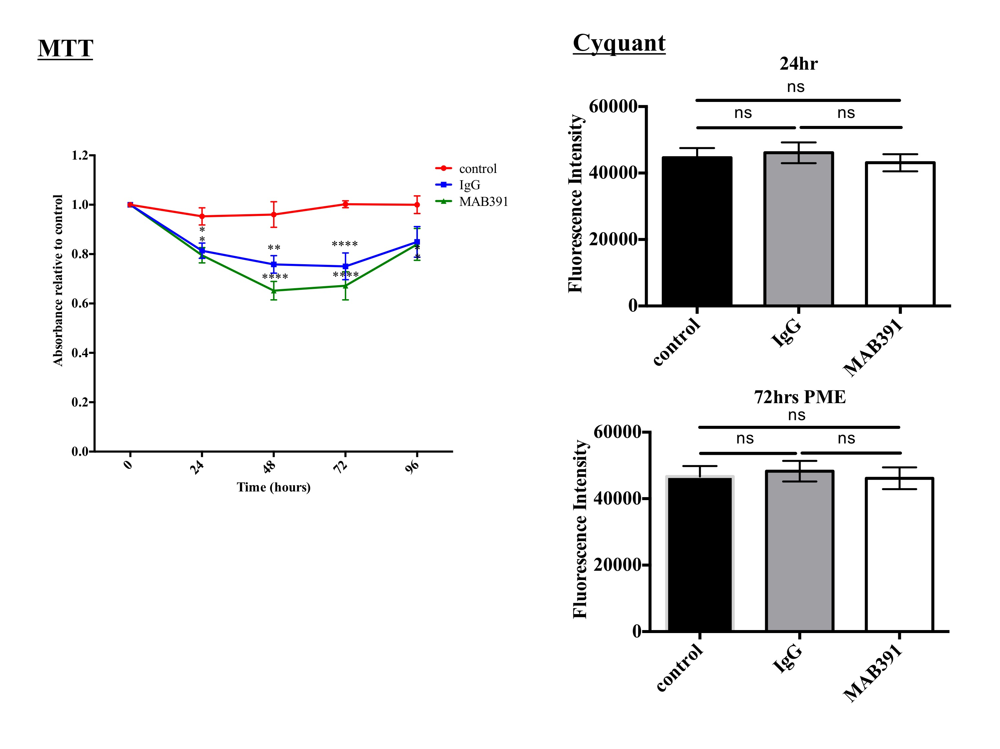 MTT
1.2
1.0
0.8
0.6
0.4
0.2
0.0
Absorbance relative to control
0
24
48
72
96
Time (hours)
control
IgG
MAB391
*
*
**
****
****
****
*
*
Cyquant
24hr
ns
ns
ns
60000
40000
20000
0
Fluorescence Intensity
control
IgG
MAB391
72hrs PME
ns
ns
ns
60000
40000
20000
0
Fluorescence Intensity
control
IgG
MAB391